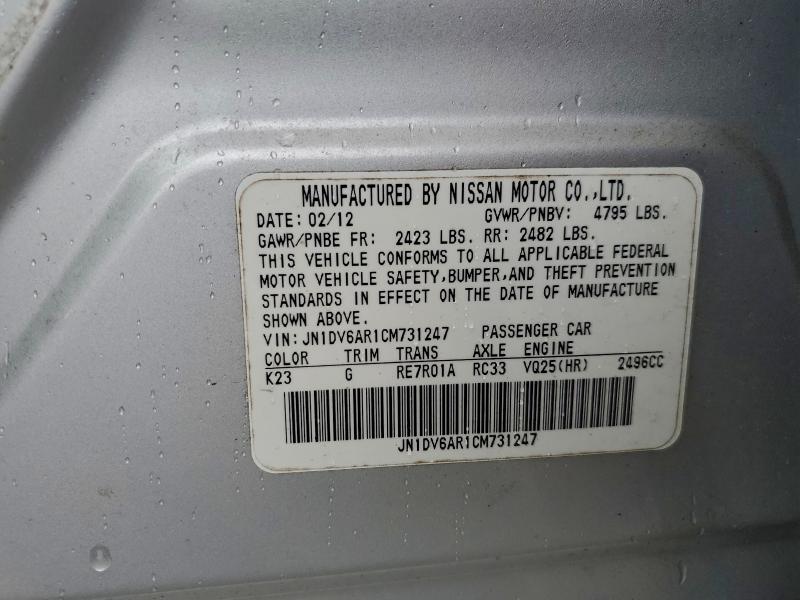 MANUFACTURED BY NISSAN MOTOR CO.,LTD.
DATE: 02/12 GVWR/PNBV: 4795 LBS.
GAWR/PNBE FR: 2423 LBS. RR: 2482 LBS.
THIS VEHICLE CONFORMS TO ALL APPLICABLE FEDERAL
MOTOR VEHICLE SAFETY,BUMPER,AND THEFT PREVENTION
STANDARDS IN EFFECT ON THE DATE OF MANUFACTURE
SHOWN ABOVE.
VIN: JN1DV6AR1CM731247 PASSENGER CAR
COLOR TRIM TRANS AXLE ENGINE
K23 G RE7R01A RC33 VQ25(HR) 2496CC
JN1DV6AR1CM731247